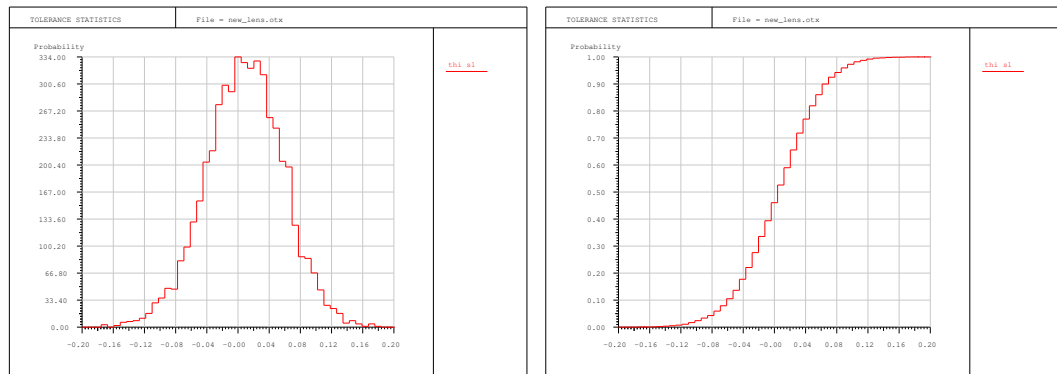 TOLERANCE STATISTICS File = new_lens.otx
Probability
334.00
300.60
267.20
233.80
200.40
167.00
133.60
100.20
66.80
33.40
0.00
-0.20 -0.16 -0.12 -0.08 -0.04 -0.00 0.04 0.08 0.12 0.16 0.20
thi s1
TOLERANCE STATISTICS File = new_lens.otx
Probability
1.00
0.90
0.80
0.70
0.60
0.50
0.40
0.30
0.20
0.10
0.00
-0.20 -0.16 -0.12 -0.08 -0.04 -0.00 0.04 0.08 0.12 0.16 0.20
thi s1